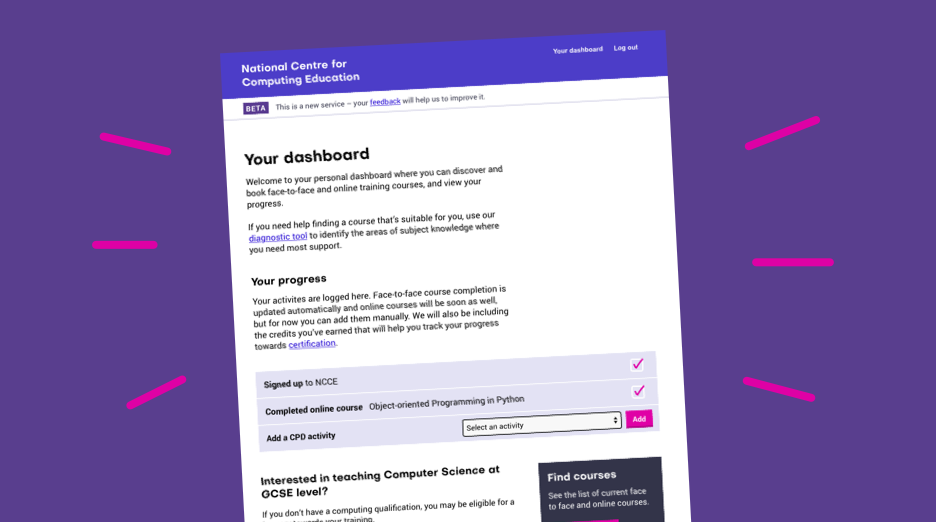 National Centre for
Computing Education
Your dashboard Log out
BETA This is a new service – your feedback will help us to improve it.
Your dashboard
Welcome to your personal dashboard where you can discover and
book face-to-face and online training courses, and view your
progress.
If you need help finding a course that's suitable for you, use our
diagnostic tool to identify the areas of subject knowledge where
you need most support.
Your progress
Your activites are logged here. Face-to-face course completion is
updated automatically and online courses will be soon as well,
but for now you can add them manually. We will also be including
the credits you've earned that will help you track your progress
towards certification.
Signed up to NCCE
Completed online course Object-oriented Programming in Python
Add a CPD activity Select an activity Add
Interested in teaching Computer Science at
GCSE level?
If you don't have a computing qualification, you may be eligible for a
your training.
Find courses
See the list of current face
to face and online courses.